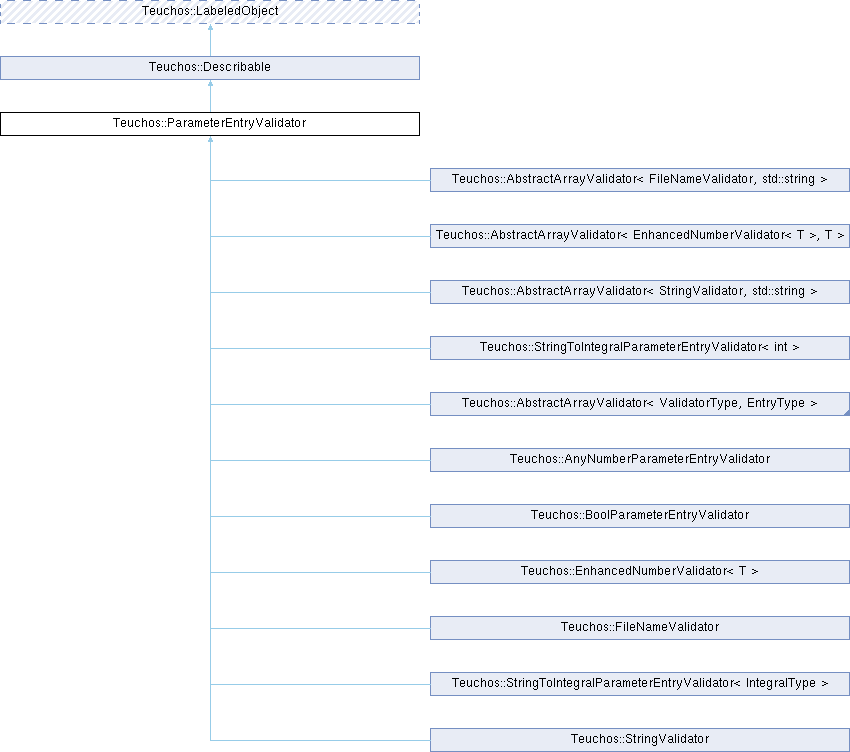 Teuchos::LabeledObject
Teuchos::Describable
Teuchos::ParameterEntryValidator
Teuchos::AbstractArrayValidator< FileNameValidator, std::string >
Teuchos::AbstractArrayValidator< EnhancedNumberValidator< T >, T >
Teuchos::AbstractArrayValidator< StringValidator, std::string >
Teuchos::StringToIntegralParameterEntryValidator< int >
Teuchos::AbstractArrayValidator< ValidatorType, EntryType >
Teuchos::AnyNumberParameterEntryValidator
Teuchos::BoolParameterEntryValidator
Teuchos::EnhancedNumberValidator< T >
Teuchos::FileNameValidator
Teuchos::StringToIntegralParameterEntryValidator< IntegralType >
Teuchos::StringValidator